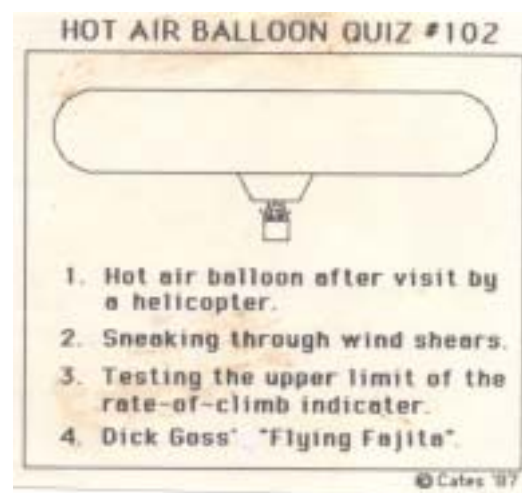 HOT AIR BALLOON QUIZ #102
1. Hot air balloon after visit by
a helicopter.
2. Sneaking through wind shears.
3. Testing the upper limit of the
rate-of-climb indicater.
4. Dick Goss' "Flying Fajita".
© Cates '87